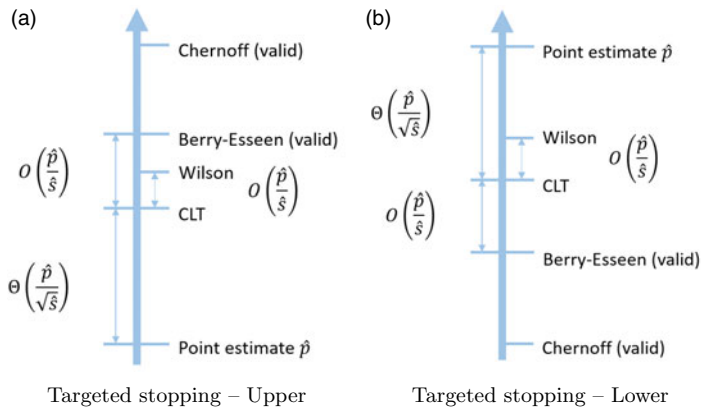 (a)
Chernoff (valid)
Berry-Esseen (valid)
O(p̂/ŝ)
Wilson
O(p̂/ŝ)
CLT
Θ(p̂/√ŝ)
Point estimate p̂
Targeted stopping – Upper
(b)
Point estimate p̂
Θ(p̂/√ŝ)
Wilson
O(p̂/ŝ)
CLT
O(p̂/ŝ)
Berry-Esseen (valid)
Chernoff (valid)
Targeted stopping – Lower